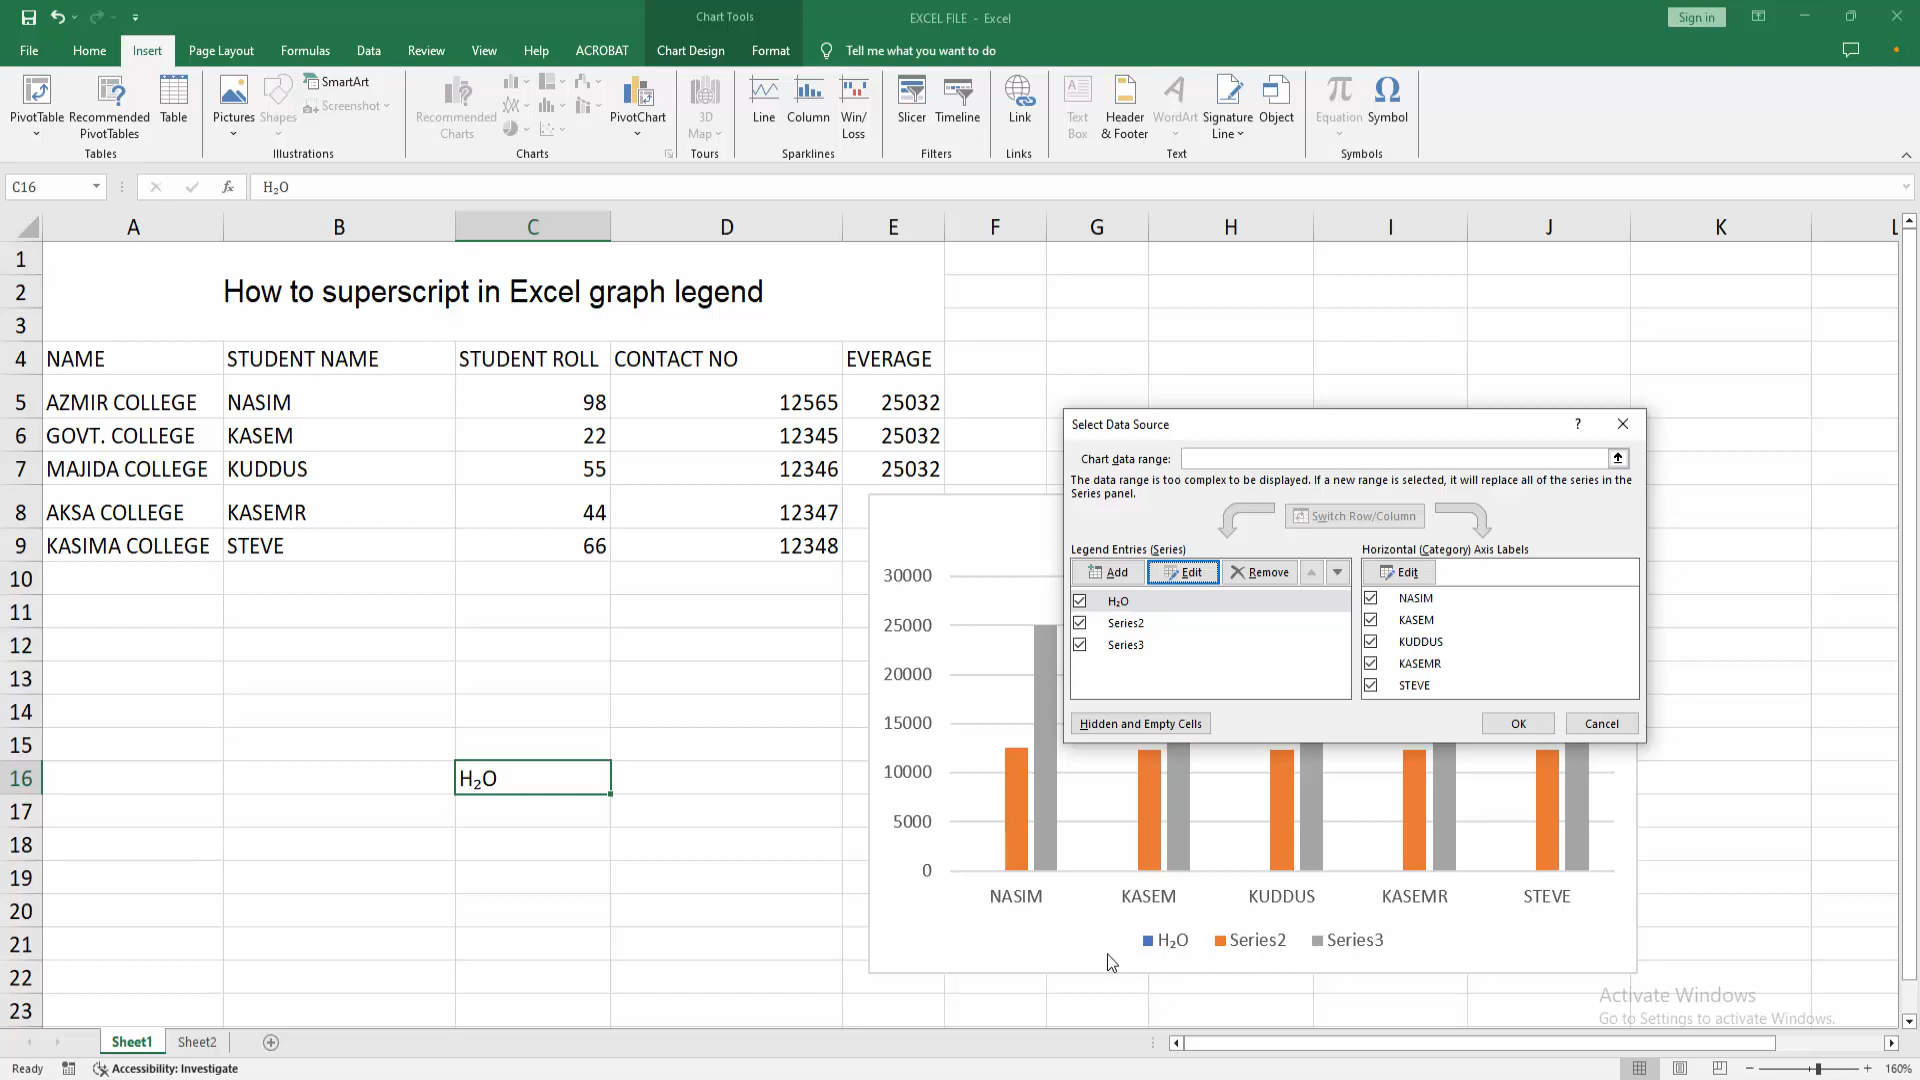 Chart Tools
EXCEL FILE - Excel
Sign in
File Home Insert Page Layout Formulas Data Review View Help ACROBAT Chart Design Format Tell me what you want to do
PivotTable
Recommended PivotTables
Table
Tables
Pictures
Shapes
SmartArt
Screenshot
Illustrations
Recommended Charts
PivotChart
Charts
3D Map
Tours
Line
Column
Win/ Loss
Sparklines
Slicer
Timeline
Filters
Link
Links
Text Box
Header & Footer
WordArt
Signature Line
Object
Text
Equation
Symbol
Symbols
C16 fx H₂O
A B C D E F G H I J K L
1
2 How to superscript in Excel graph legend
3
4 NAME STUDENT NAME STUDENT ROLL CONTACT NO EVERAGE
5 AZMIR COLLEGE NASIM 98 12565 25032
6 GOVT. COLLEGE KASEM 22 12345 25032
7 MAJIDA COLLEGE KUDDUS 55 12346 25032
8 AKSA COLLEGE KASEMR 44 12347
9 KASIMA COLLEGE STEVE 66 12348
10
11
12
13
14
15
16 H₂O
17
18
19
20
21
22
23
Select Data Source
?
Chart data range:
The data range is too complex to be displayed. If a new range is selected, it will replace all of the series in the
Series panel.
Switch Row/Column
Legend Entries (Series)
Add Edit Remove
H₂O
Series2
Series3
Horizontal (Category) Axis Labels
Edit
NASIM
KASEM
KUDDUS
KASEMR
STEVE
Hidden and Empty Cells
OK
Cancel
30000
25000
20000
15000
10000
5000
0
NASIM KASEM KUDDUS KASEMR STEVE
H₂O Series2 Series3
Activate Windows
Go to Settings to activate Windows.
Sheet1 Sheet2
Ready Accessibility: Investigate
160%